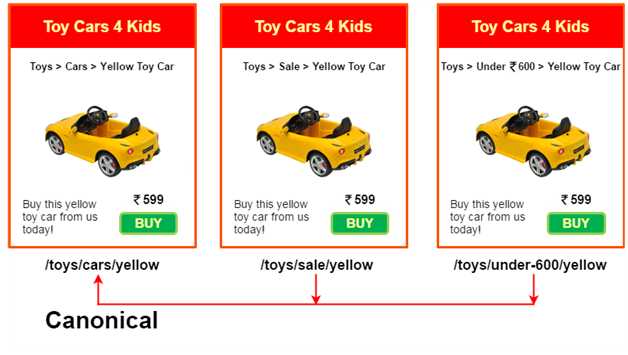 Toy Cars 4 Kids
Toys > Cars > Yellow Toy Car
Buy this yellow
toy car from us
today!
₹ 599
BUY
/toys/cars/yellow
Toy Cars 4 Kids
Toys > Sale > Yellow Toy Car
Buy this yellow
toy car from us
today!
₹ 599
BUY
/toys/sale/yellow
Toy Cars 4 Kids
Toys > Under ₹ 600 > Yellow Toy Car
Buy this yellow
toy car from us
today!
₹ 599
BUY
/toys/under-600/yellow
Canonical